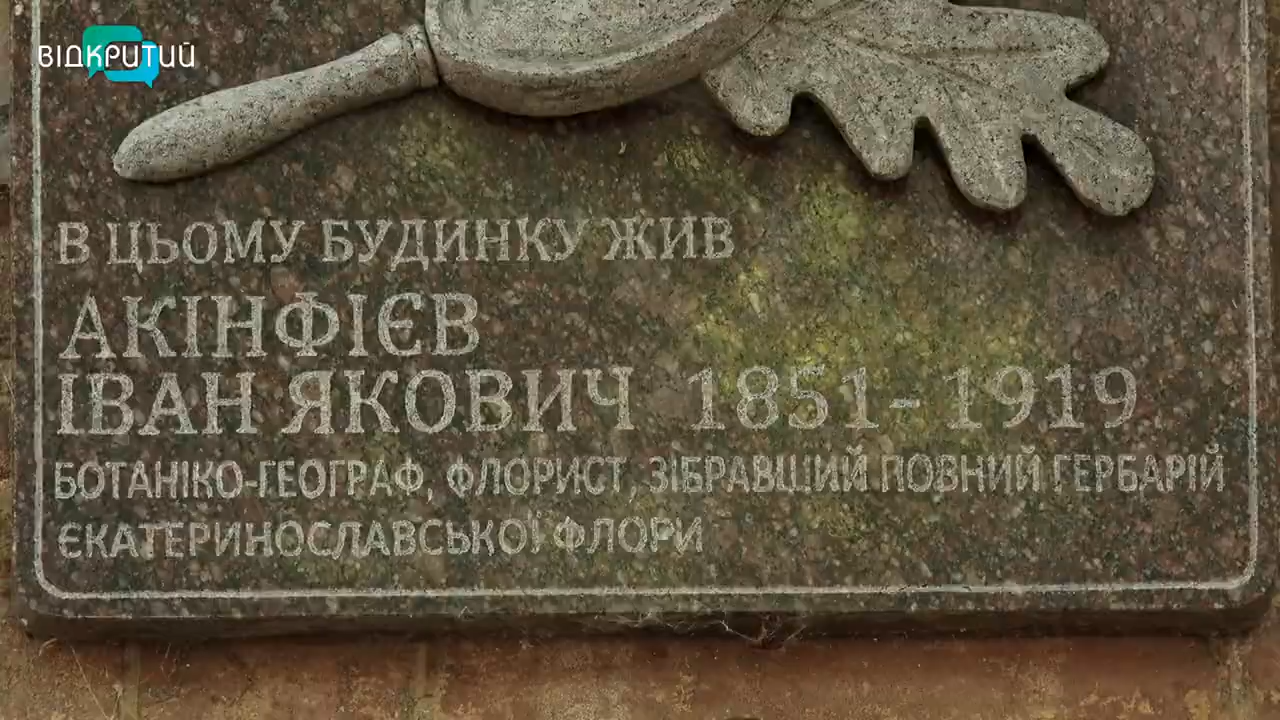 ВІДКРИТИЙ
В ЦЬОМУ БУДИНКУ ЖИВ
АКІНФІЄВ
ІВАН ЯКОВИЧ 1851-1919
БОТАНІКО-ГЕОГРАФ, ФЛОРИСТ, ЗІБРАВШИЙ ПОВНИЙ ГЕРБАРІЙ
ЄКАТЕРИНОСЛАВСЬКОЇ ФЛОРИ